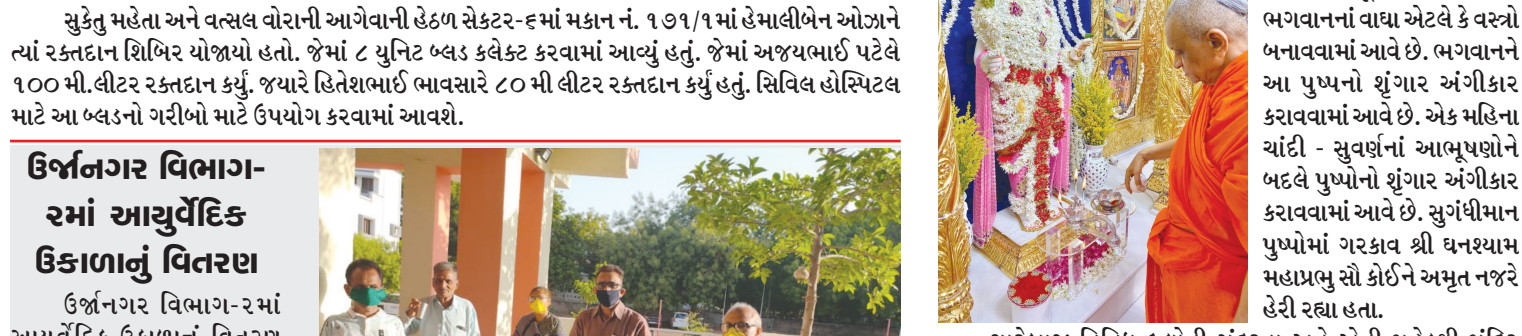 સુકેતુ મહેતા અને વત્સલ વોરાની આગેવાની હેઠળ સેક્ટર-૬માં મકાન નં. ૧૭૧/૧માં હેમાલીબેન ઓઝાને
ત્યાં રક્તદાન શિબિર યોજાયો હતો. જેમાં ૮ યુનિટ બ્લડ કલેક્ટ કરવામાં આવ્યું હતું. જેમાં અજયભાઈ પટેલે
૧૦૦ મી.લીટર રક્તદાન કર્યું. જયારે હિતેશભાઈ ભાવસારે ૮૦ મી લીટર રક્તદાન કર્યું હતું. સિવિલ હોસ્પિટલ
માટે આ બ્લડનો ગરીબો માટે ઉપયોગ કરવામાં આવશે.
ઉર્જાનગર વિભાગ-
૨માં આયુર્વેદિક
ઉકાળાનું વિતરણ
ઉર્જાનગર વિભાગ-૨માં
આયુર્વેદિક ઉકાળાનું વિતરણ
ભગવાનનાં વાઘા એટલે કે વસ્ત્રો
બનાવવામાં આવે છે. ભગવાનને
આ પુષ્પનો શૃંગાર અંગીકાર
કરાવવામાં આવે છે. એક મહિના
ચાંદી - સુવર્ણનાં આભૂષણોને
બદલે પુષ્પોનો શૃંગાર અંગીકાર
કરાવવામાં આવે છે. સુગંધીમાન
પુષ્પોમાં ગરકાવ શ્રી ઘનશ્યામ
મહાપ્રભુ સૌ કોઈને અમૃત નજરે
હેરી રહ્યા હતા.